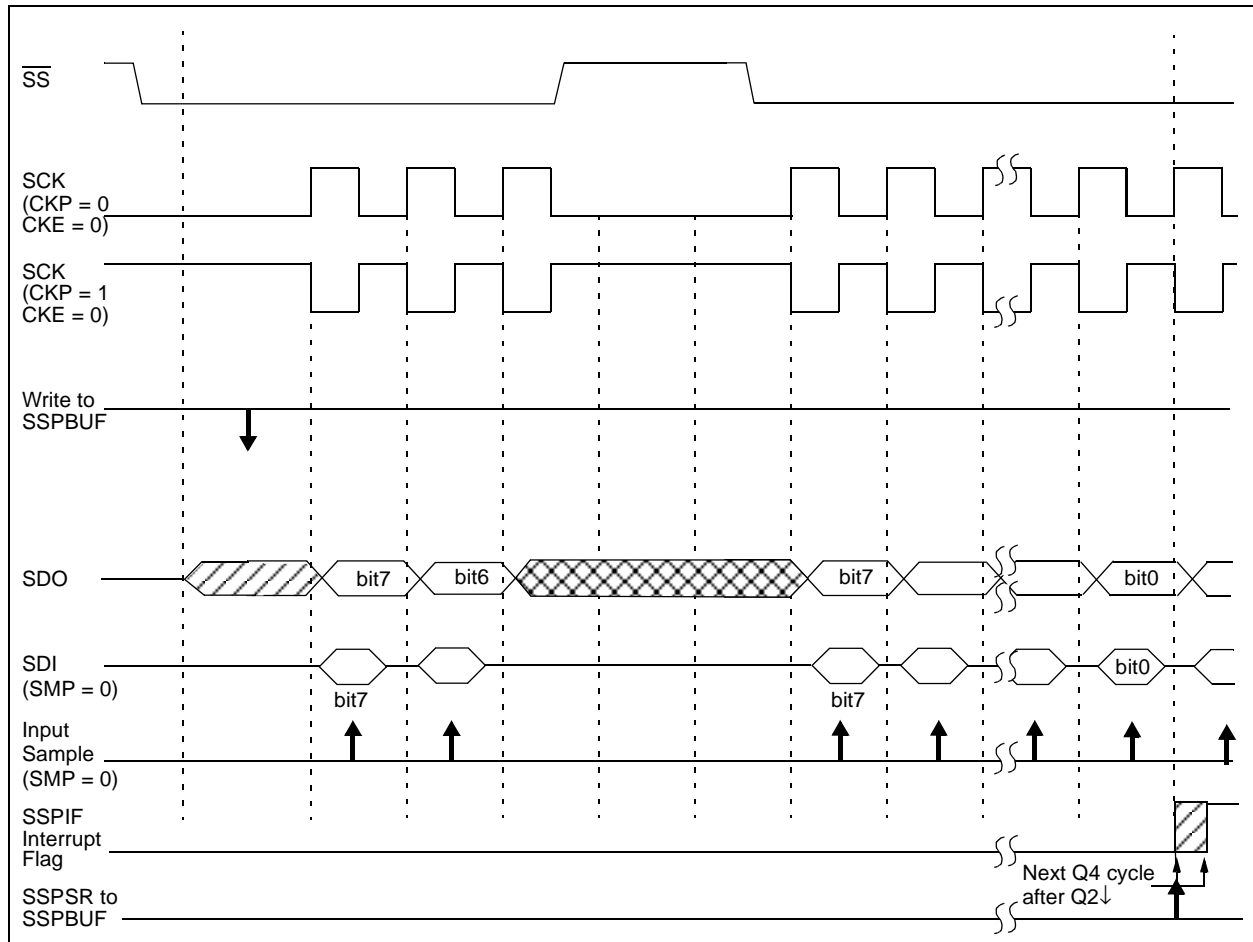 SS
SCK
(CKP = 0
CKE = 0)
SCK
(CKP = 1
CKE = 0)
Write to
SSPBUF
SDO
bit7
bit6
bit7
bit0
SDI
(SMP = 0)
bit7
bit7
bit0
Input
Sample
(SMP = 0)
SSPIF
Interrupt
Flag
Next Q4 cycle
after Q2↓
SSPSR to
SSPBUF